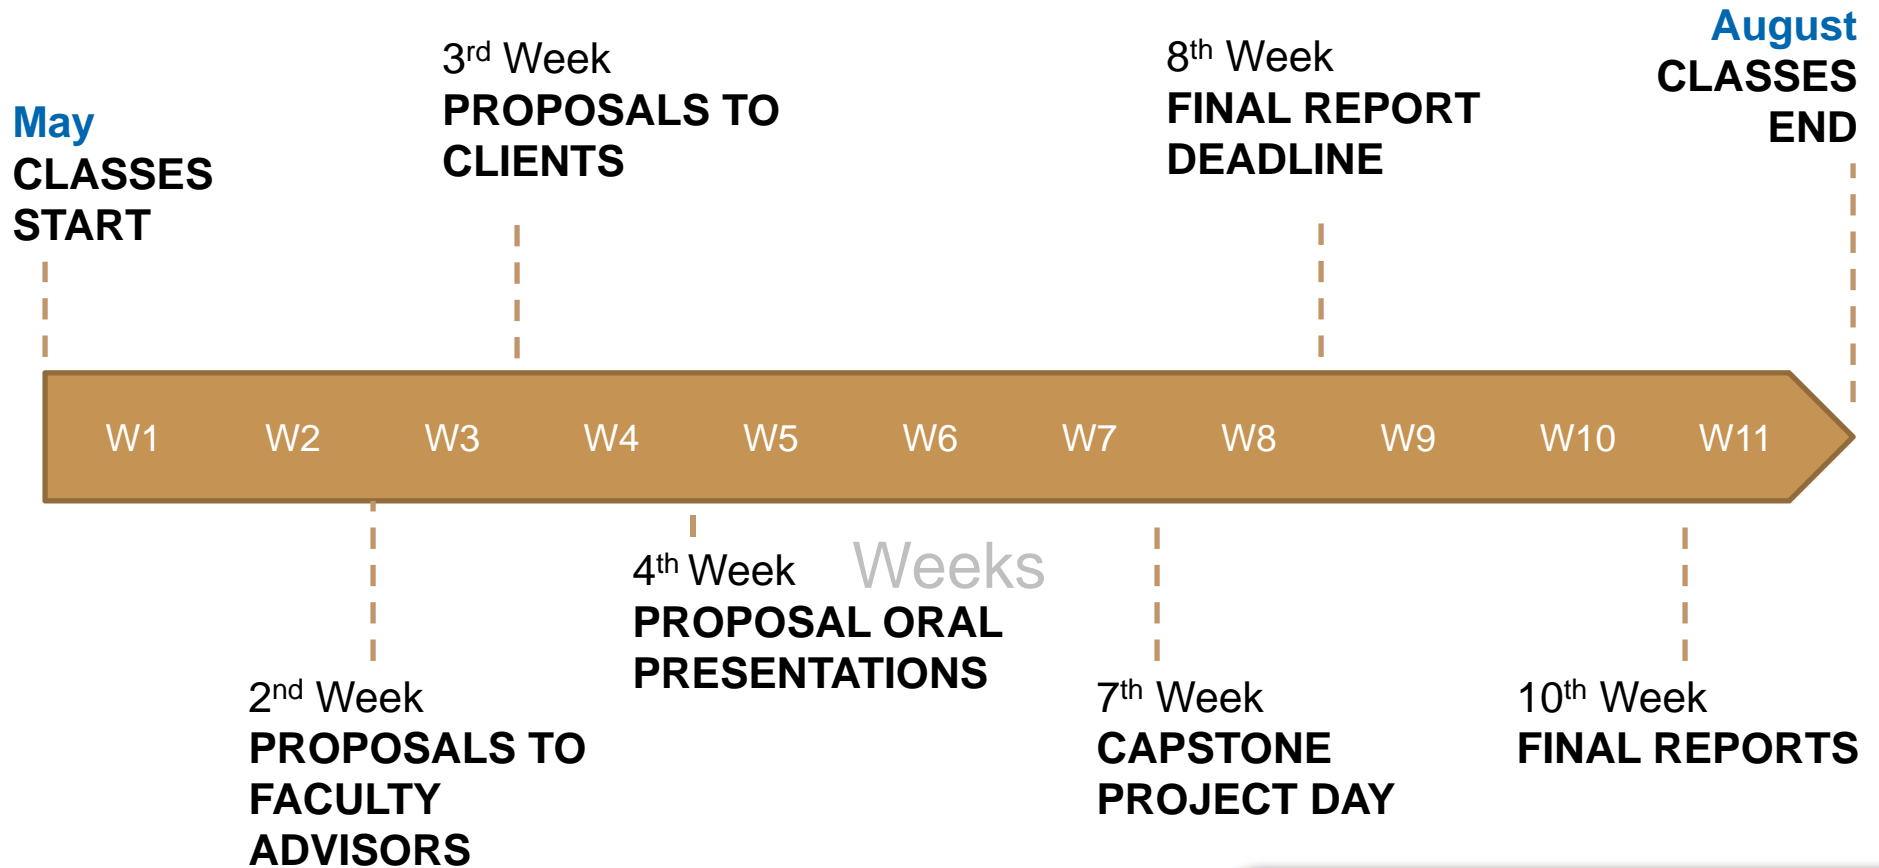 May
CLASSES
START
3rd Week
PROPOSALS TO
CLIENTS
8th Week
FINAL REPORT
DEADLINE
August
CLASSES
END
W1 W2 W3 W4 W5 W6 W7 W8 W9 W10 W11
Weeks
2nd Week
PROPOSALS TO
FACULTY
ADVISORS
4th Week
PROPOSAL ORAL
PRESENTATIONS
7th Week
CAPSTONE
PROJECT DAY
10th Week
FINAL REPORTS